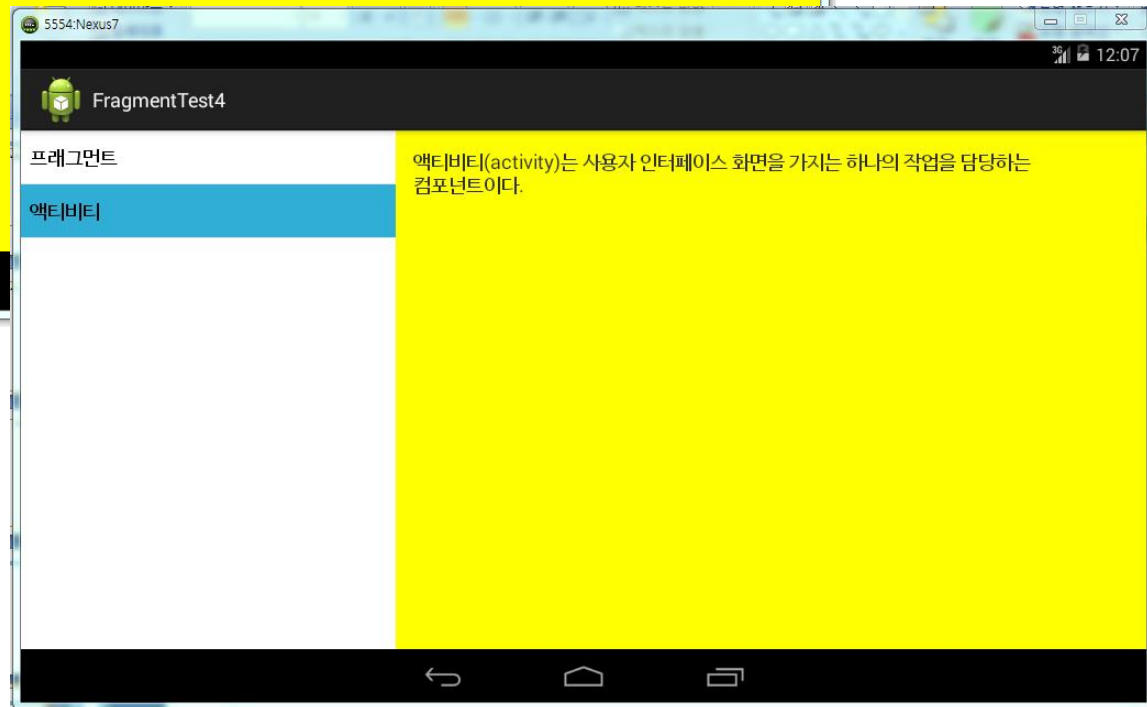 5554:Nexus7
3G 12:07
FragmentTest4
프래그먼트
액티비티
액티비티(activity)는 사용자 인터페이스 화면을 가지는 하나의 작업을 담당하는
컴포넌트이다.